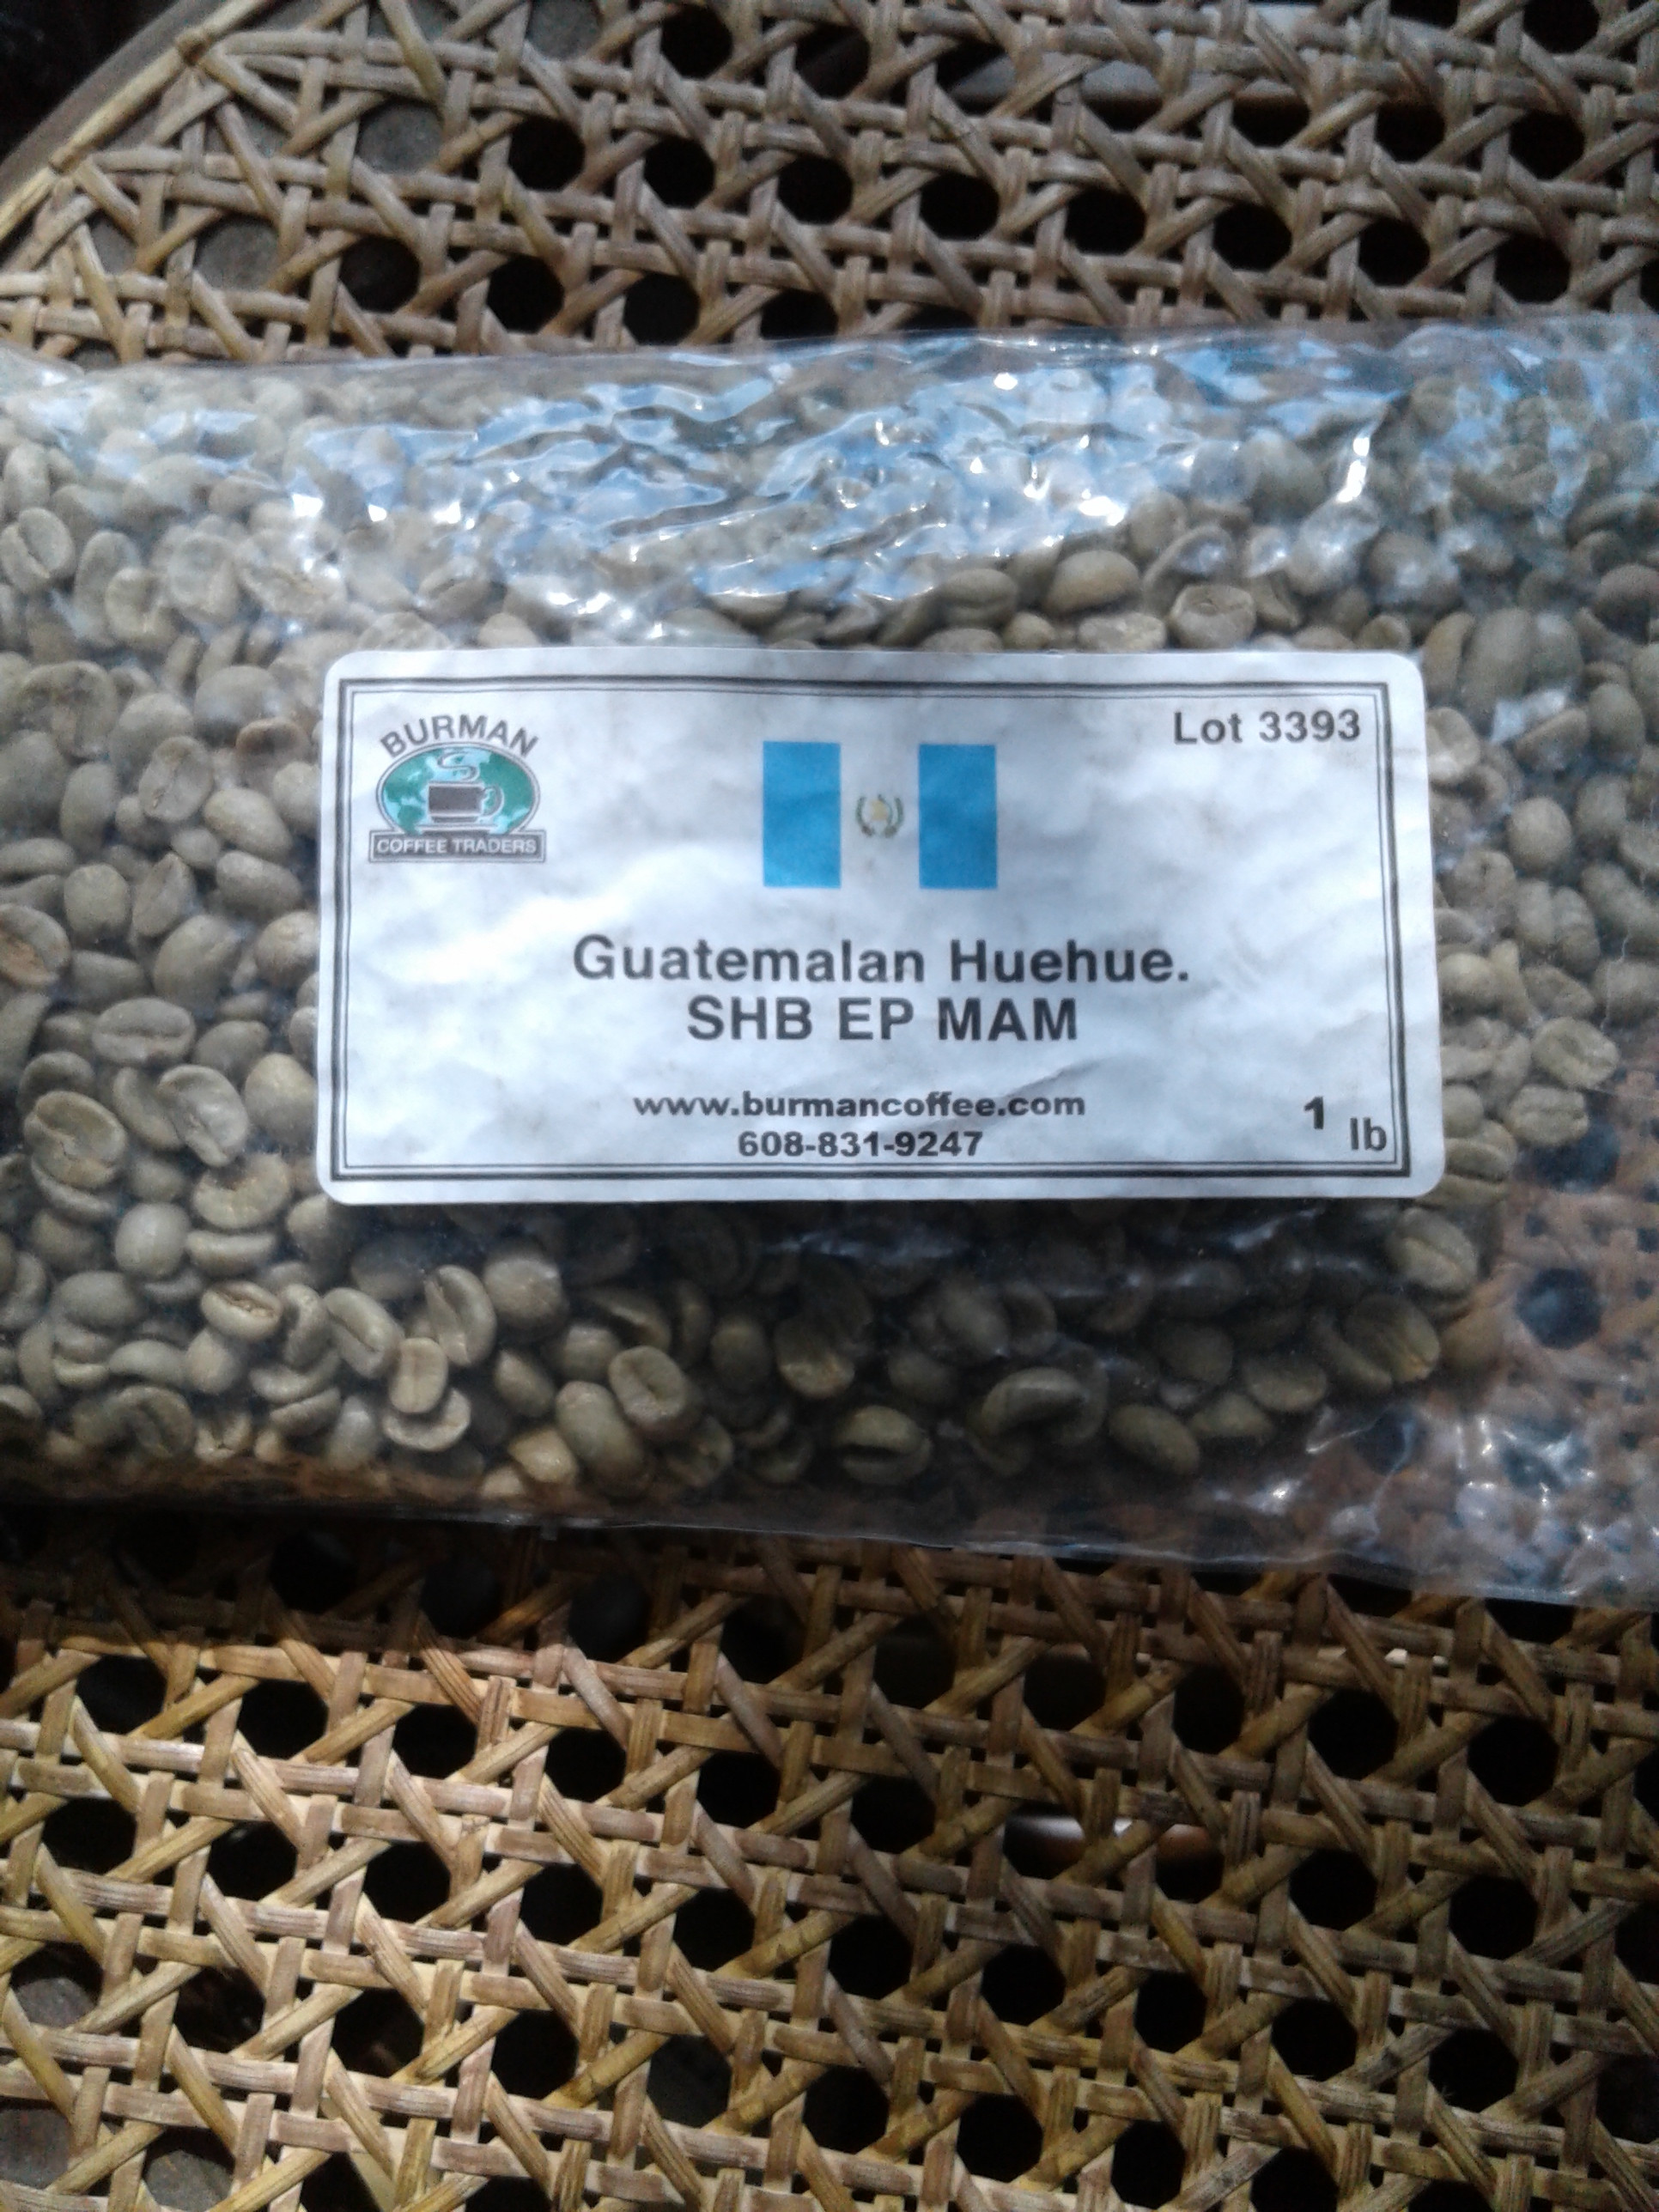 BURMAN
COFFEE TRADERS
Lot 3393
Guatemalan Huehue.
SHB EP MAM
www.burmancoffee.com
608-831-9247
1 lb